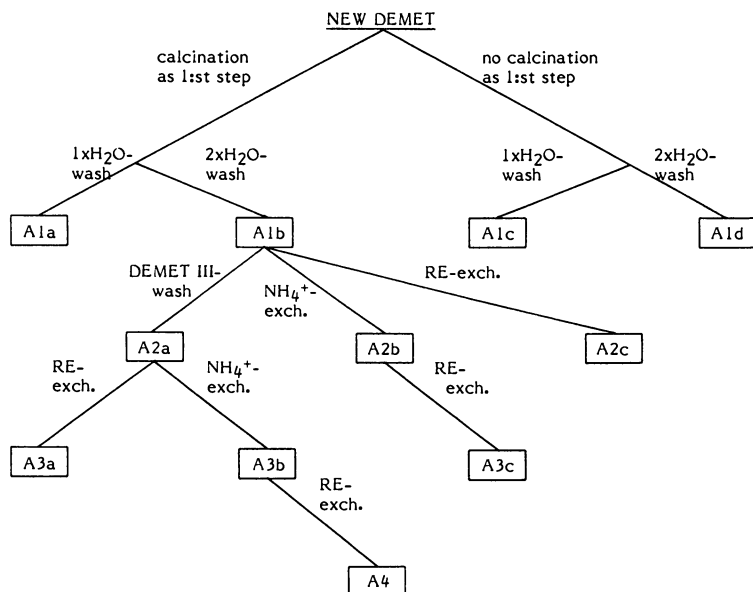 NEW DEMET
calcination
as 1:st step
no calcination
as 1:st step
1xH2O-
wash
2xH2O-
wash
1xH2O-
wash
2xH2O-
wash
A1a
A1b
A1c
A1d
DEMET III-
wash
NH4+-
exch.
RE-exch.
A2a
A2b
A2c
RE-
exch.
NH4+-
exch.
RE-
exch.
A3a
A3b
A3c
RE-
exch.
A4